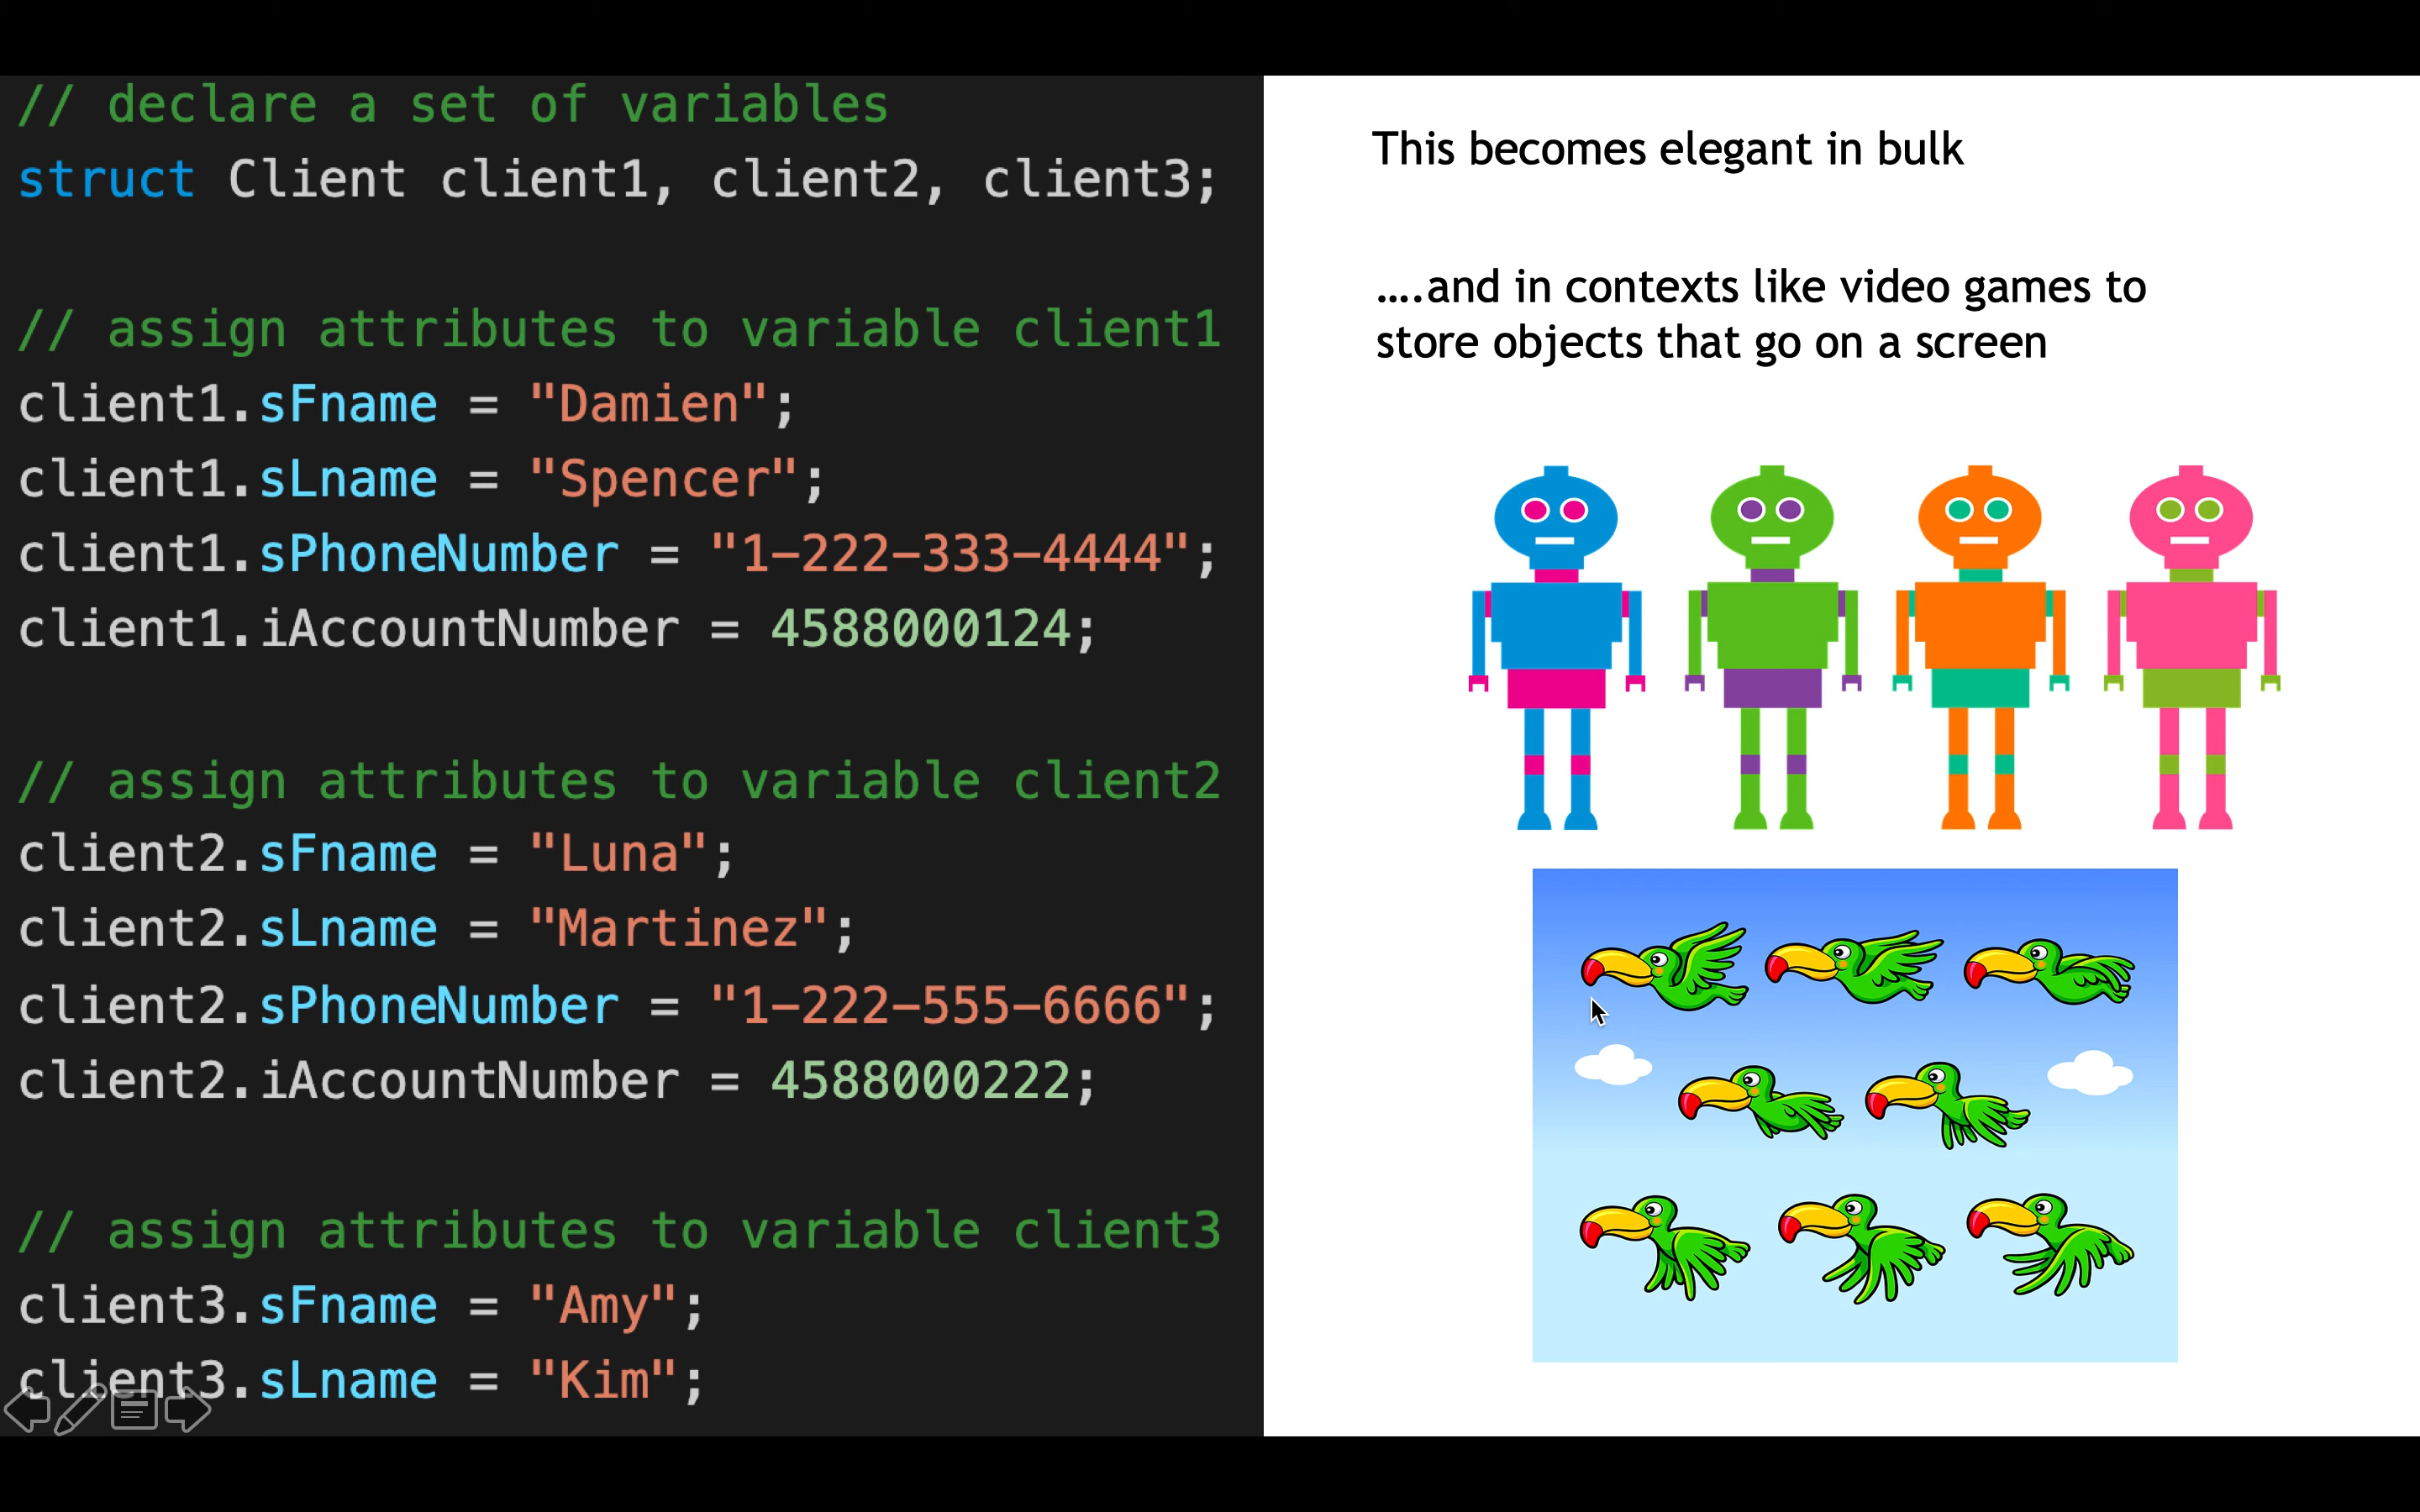 // declare a set of variables
struct Client client1, client2, client3;
// assign attributes to variable client1
client1.sFname = "Damien";
client1.sLname = "Spencer";
client1.sPhoneNumber = "1-222-333-4444";
client1.iAccountNumber = 4588000124;
// assign attributes to variable client2
client2.sFname = "Luna";
client2.sLname = "Martinez";
client2.sPhoneNumber = "1-222-555-6666";
client2.iAccountNumber = 4588000222;
// assign attributes to variable client3
client3.sFname = "Amy";
client3.sLname = "Kim";
This becomes elegant in bulk
....and in contexts like video games to
store objects that go on a screen